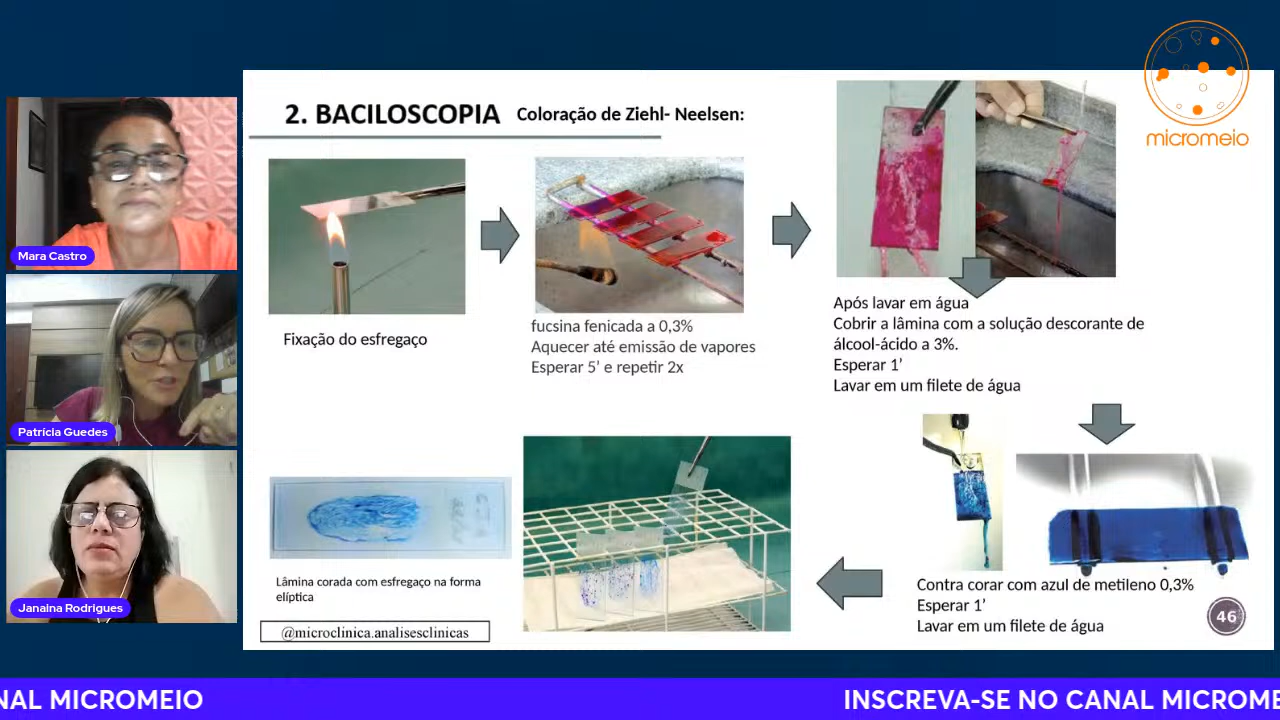 micromeio
2. BACILOSCOPIA Coloração de Ziehl- Neelsen:
Mara Castro
Patrícia Guedes
Janaina Rodrigues
Fixação do esfregaço
fucsina fenicada a 0,3%
Aquecer até emissão de vapores
Esperar 5’ e repetir 2x
Após lavar em água
Cobrir a lâmina com a solução descorante de
álcool-ácido a 3%.
Esperar 1’
Lavar em um filete de água
Contra corar com azul de metileno 0,3%
Esperar 1’
Lavar em um filete de água
Lâmina corada com esfregaço na forma
elíptica
@microclinica.analisesclinicas
46
NAL MICROMEIO
INSCREVA-SE NO CANAL MICROME